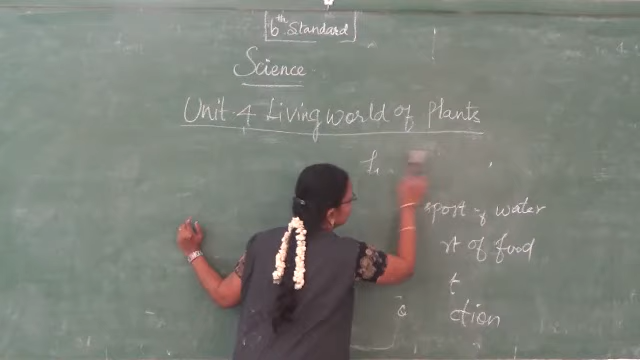 [6th Standard]
Science
Unit-4 Living world of Plants
sport of water
rt of food
t
ction